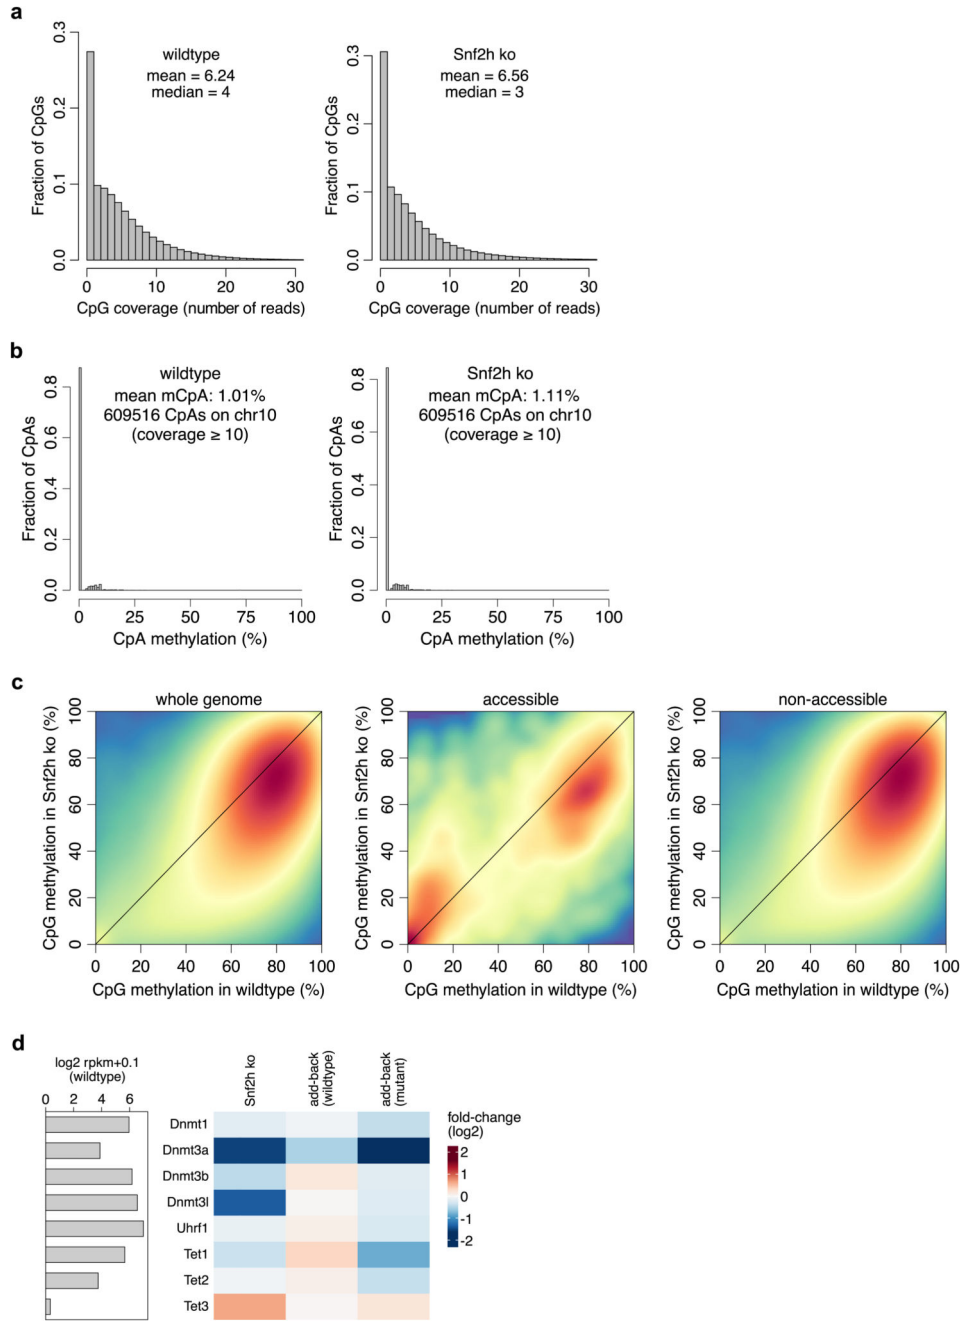 a
wildtype
mean = 6.24
median = 4
Fraction of CpGs
0.0 0.1 0.2 0.3
0 10 20 30
CpG coverage (number of reads)
Snf2h ko
mean = 6.56
median = 3
Fraction of CpGs
0.0 0.1 0.2 0.3
0 10 20 30
CpG coverage (number of reads)
b
wildtype
mean mCpA: 1.01%
609516 CpAs on chr10
(coverage ≥ 10)
Fraction of CpAs
0.0 0.2 0.4 0.6 0.8
0 25 50 75 100
CpA methylation (%)
Snf2h ko
mean mCpA: 1.11%
609516 CpAs on chr10
(coverage ≥ 10)
Fraction of CpAs
0.0 0.2 0.4 0.6 0.8
0 25 50 75 100
CpA methylation (%)
c
whole genome
CpG methylation in Snf2h ko (%)
0 20 40 60 80 100
0 20 40 60 80 100
CpG methylation in wildtype (%)
accessible
CpG methylation in Snf2h ko (%)
0 20 40 60 80 100
0 20 40 60 80 100
CpG methylation in wildtype (%)
non-accessible
CpG methylation in Snf2h ko (%)
0 20 40 60 80 100
0 20 40 60 80 100
CpG methylation in wildtype (%)
d
log2 rpkm+0.1
(wildtype)
0 2 4 6
Snf2h ko
add-back
(wildtype)
add-back
(mutant)
Dnmt1
Dnmt3a
Dnmt3b
Dnmt3l
Uhrf1
Tet1
Tet2
Tet3
fold-change
(log2)
2
1
0
-1
-2